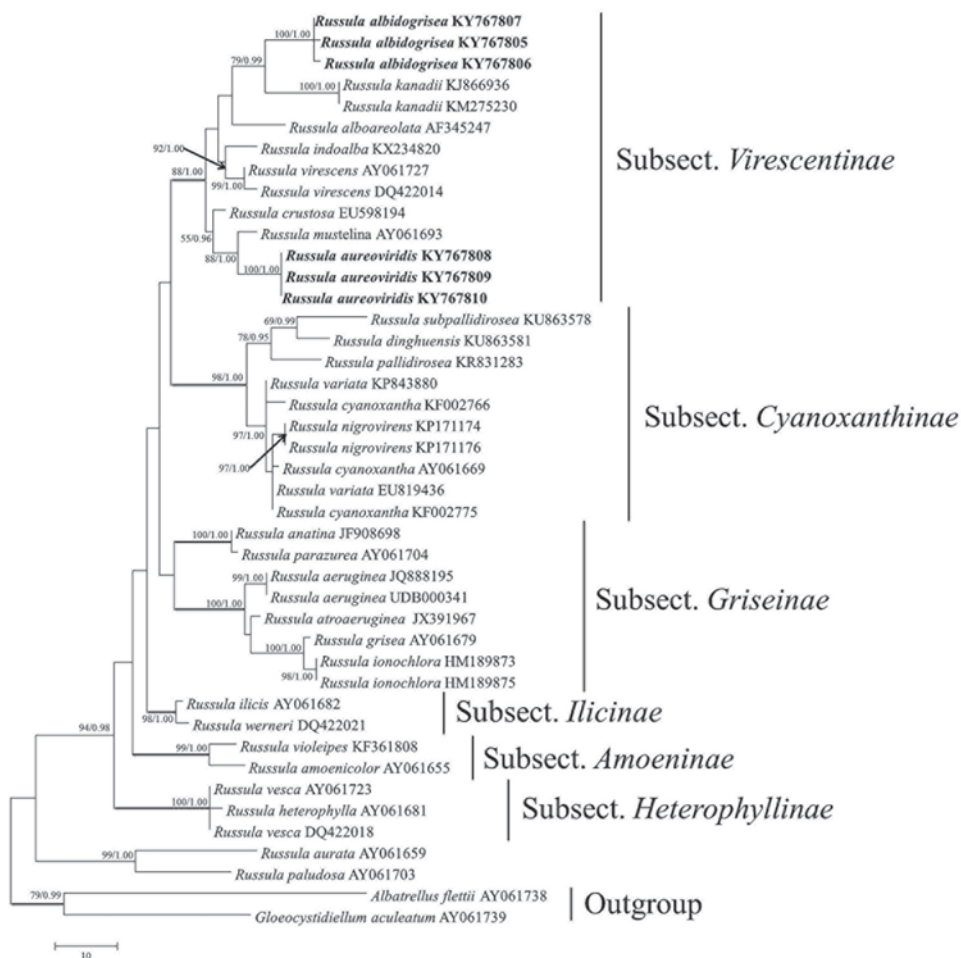 100/1.00
Russula albidogrisea KY767807
Russula albidogrisea KY767805
Russula albidogrisea KY767806
79/0.99
100/1.00
Russula kanadii KJ866936
Russula kanadii KM275230
Russula alboareolata AF345247
92/1.00
Russula indoalba KX234820
Russula virescens AY061727
99/1.00
Russula virescens DQ422014
88/1.00
Russula crustosa EU598194
55/0.96
Russula mustelina AY061693
88/1.00
100/1.00
Russula aureoviridis KY767808
Russula aureoviridis KY767809
Russula aureoviridis KY767810
Subsect. Virescentinae
69/0.99
Russula subpallidirosea KU863578
78/0.95
Russula dinghuensis KU863581
Russula pallidirosea KR831283
98/1.00
Russula variata KP843880
Russula cyanoxantha KF002766
Russula nigrovirens KP171174
97/1.00
Russula nigrovirens KP171176
97/1.00
Russula cyanoxantha AY061669
Russula variata EU819436
Russula cyanoxantha KF002775
Subsect. Cyanoxanthinae
100/1.00
Russula anatina JF908698
Russula parazurea AY061704
99/1.00
Russula aeruginea JQ888195
Russula aeruginea UDB000341
100/1.00
Russula atroaeruginea JX391967
Russula grisea AY061679
100/1.00
Russula ionochlora HM189873
98/1.00
Russula ionochlora HM189875
Subsect. Griseinae
Russula ilicis AY061682
98/1.00
Russula werneri DQ422021
Subsect. Ilicinae
94/0.98
Russula violeipes KF361808
99/1.00
Russula amoenicolor AY061655
Subsect. Amoeninae
Russula vesca AY061723
100/1.00
Russula heterophylla AY061681
Russula vesca DQ422018
Subsect. Heterophyllinae
Russula aurata AY061659
99/1.00
Russula paludosa AY061703
79/0.99
Albatrellus flettii AY061738
Gloeocystidiellum aculeatum AY061739
Outgroup
10